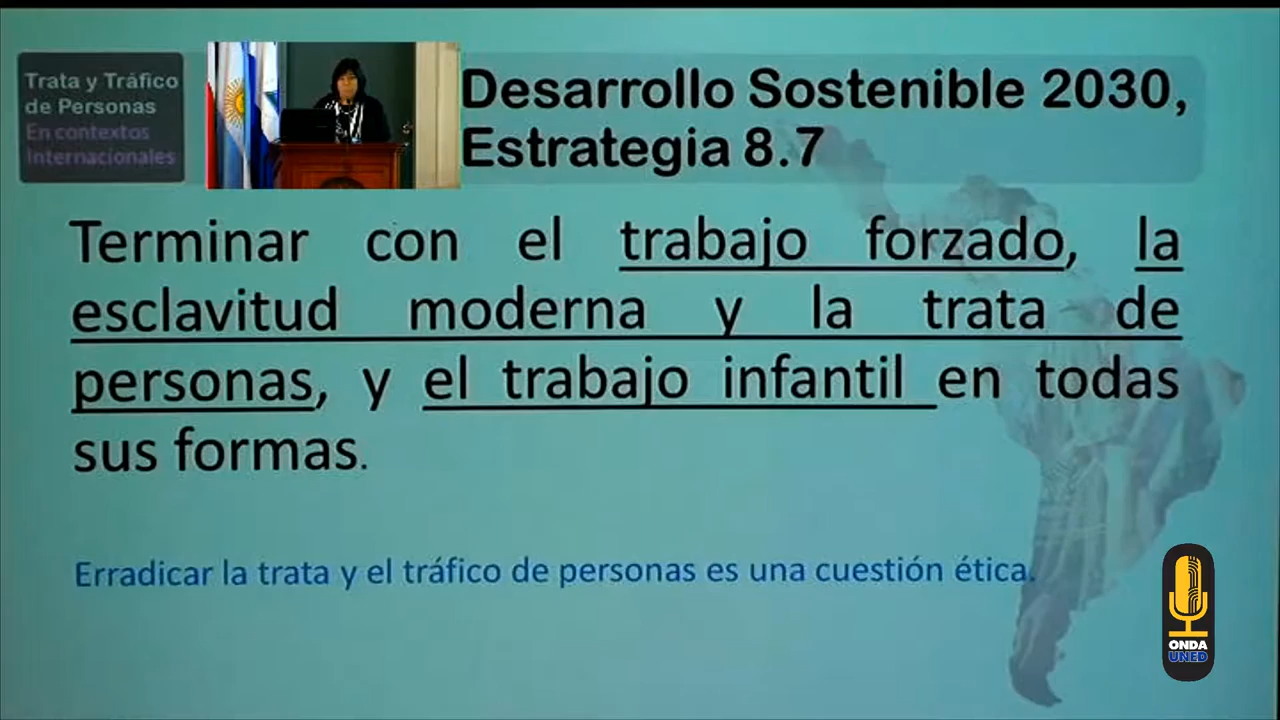 Trata y Tráfico
de Personas
En contextos
Internacionales
Desarrollo Sostenible 2030,
Estrategia 8.7
Terminar con el trabajo forzado, la
esclavitud moderna y la trata de
personas, y el trabajo infantil en todas
sus formas.
Erradicar la trata y el tráfico de personas es una cuestión ética.
ONDA
UNED